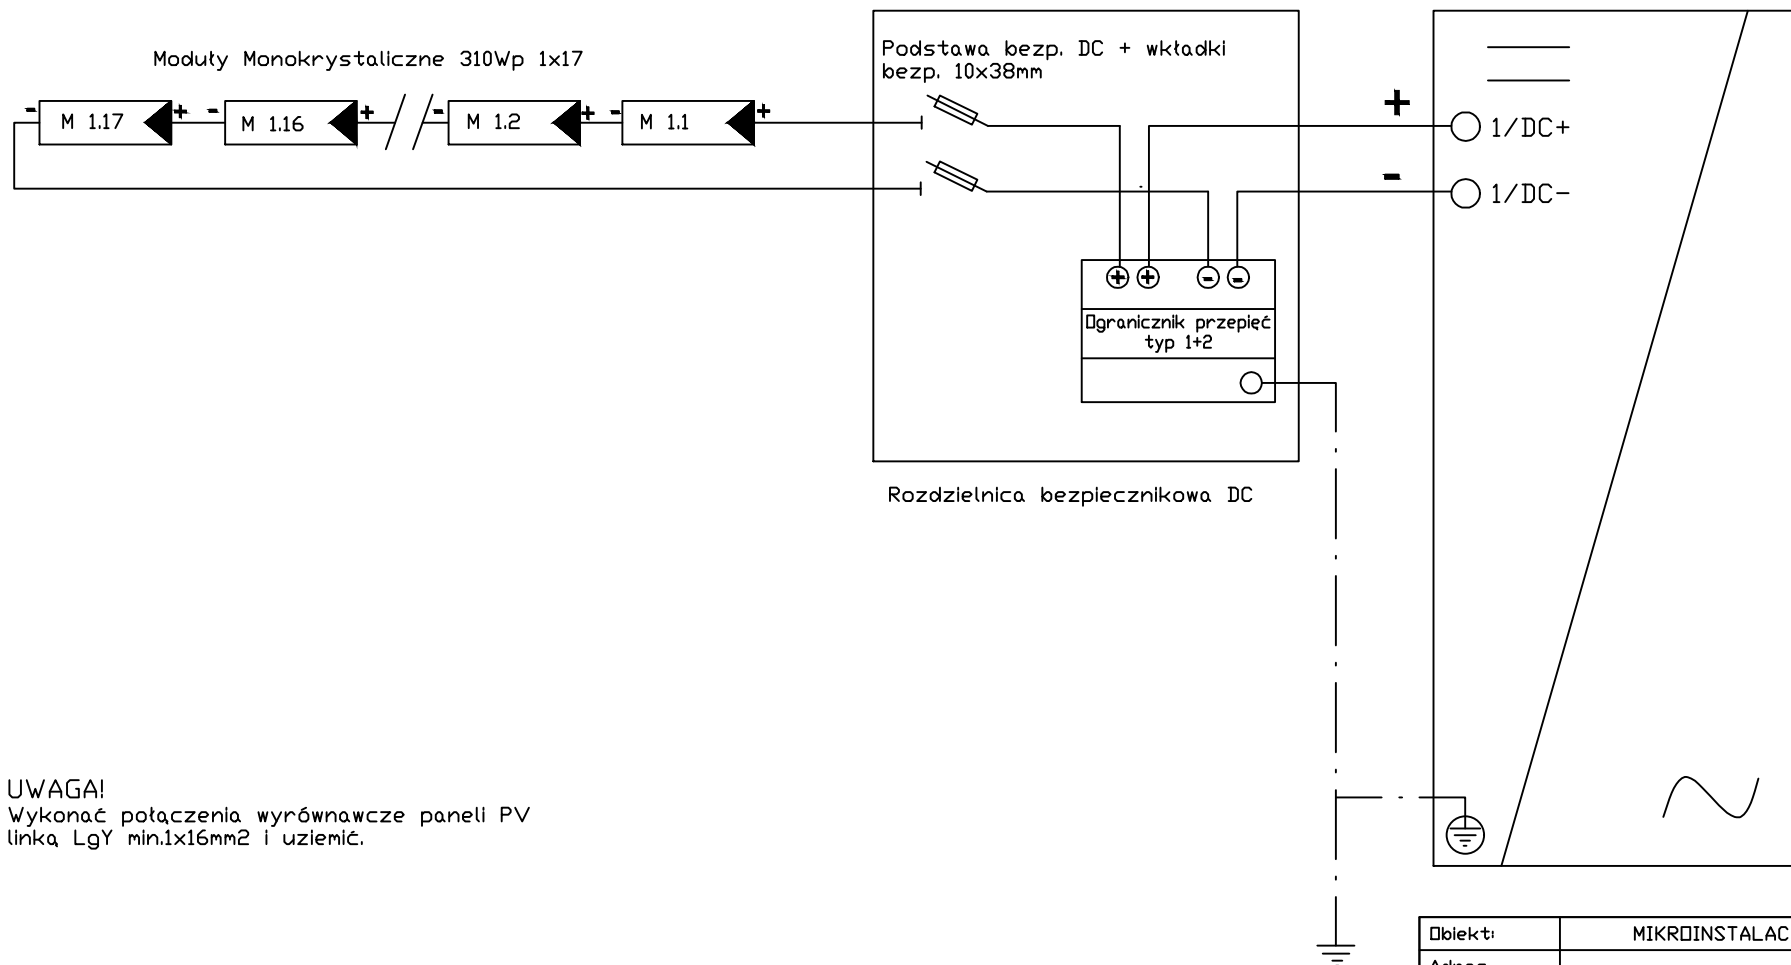 Moduły Monokrystaliczne 310Wp 1x17
- M 1.17 + - M 1.16 + - M 1.2 + - M 1.1 +
Podstawa bezp. DC + wkładki
bezp. 10x38mm
+
1/DC+
-
1/DC-
+ + - -
Ogranicznik przepięć
typ 1+2
Rozdzielnica bezpiecznikowa DC
UWAGA!
Wykonać połączenia wyrównawcze paneli PV
linką LgY min.1x16mm2 i uziemić.
Obiekt: MIKROINSTALAC